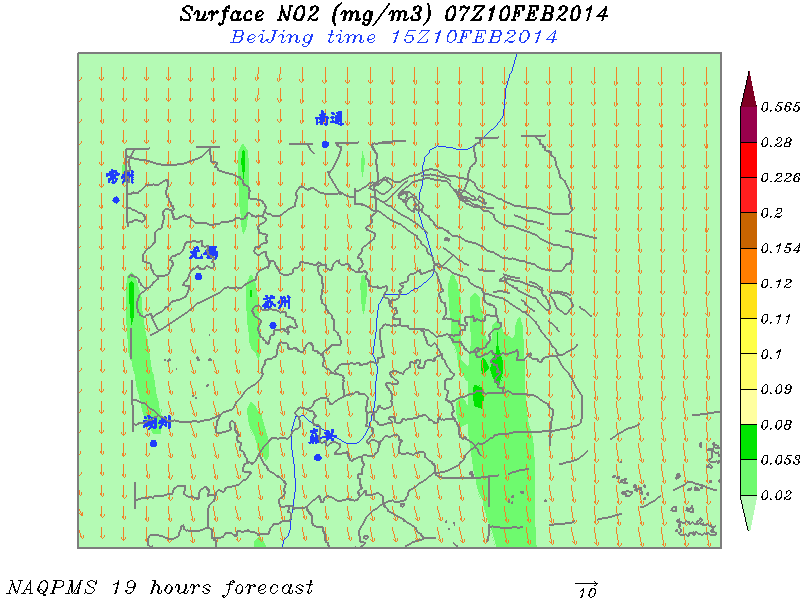 Surface NO2 (mg/m3) 07Z10FEB2014
BeiJing time 15Z10FEB2014
南通
常州
无锡
苏州
湖州
嘉兴
0.565
0.28
0.226
0.2
0.154
0.12
0.11
0.1
0.09
0.08
0.053
0.02
NAQPMS 19 hours forecast
10